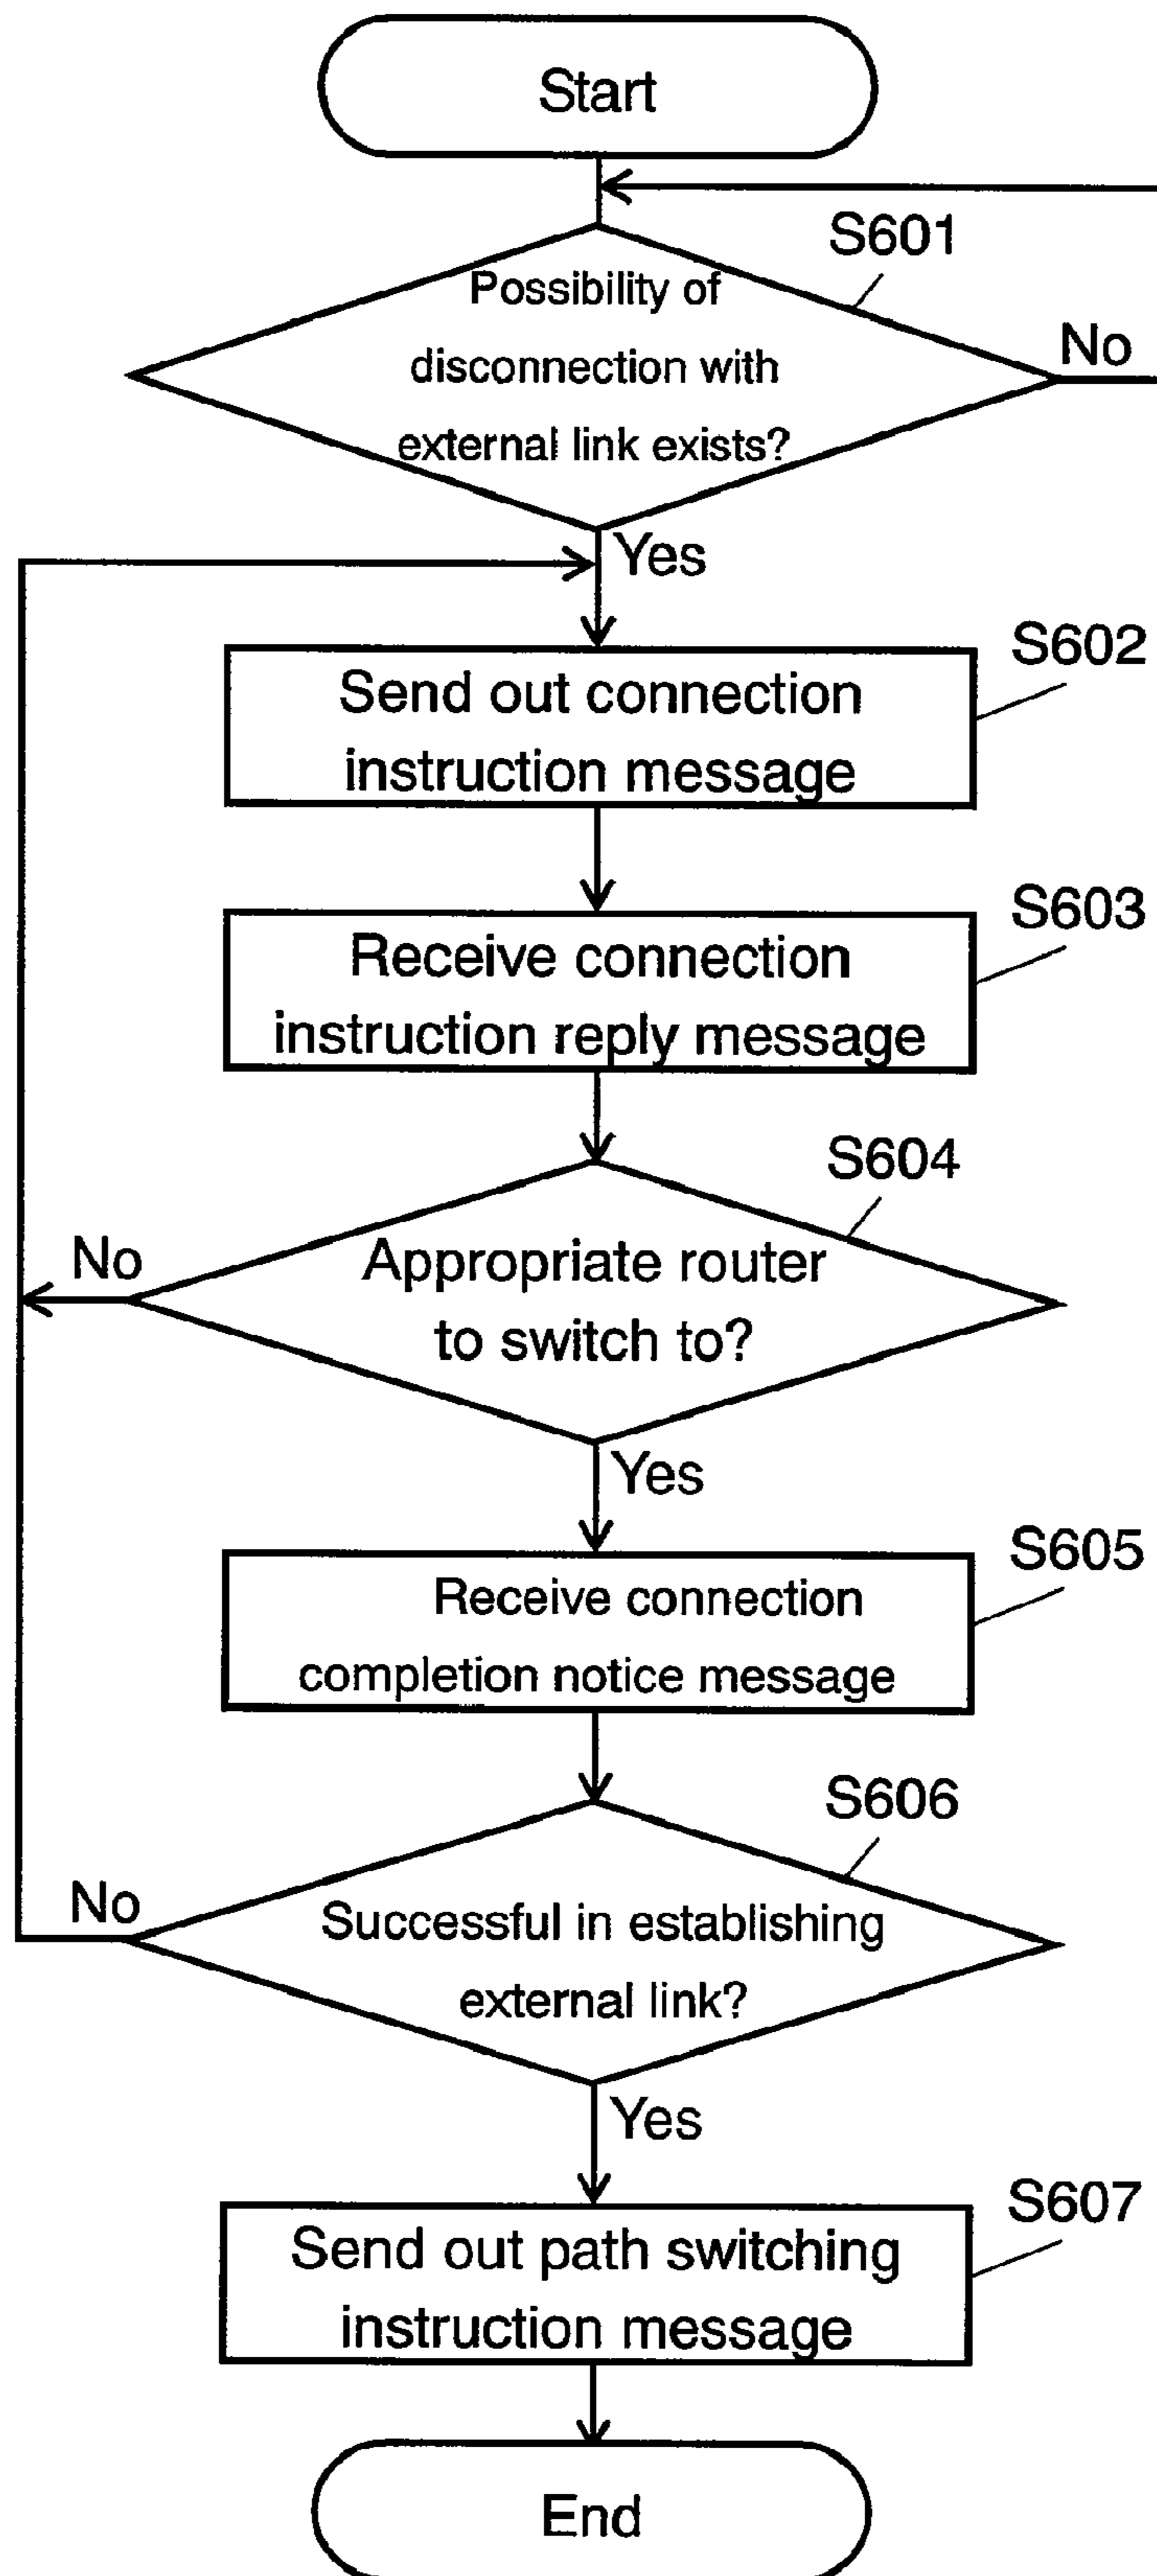 Start
S601
Possibility of
disconnection with
external link exists?
No
Yes
S602
Send out connection
instruction message
S603
Receive connection
instruction reply message
S604
Appropriate router
to switch to?
No
Yes
S605
Receive connection
completion notice message
S606
Successful in establishing
external link?
No
Yes
S607
Send out path switching
instruction message
End